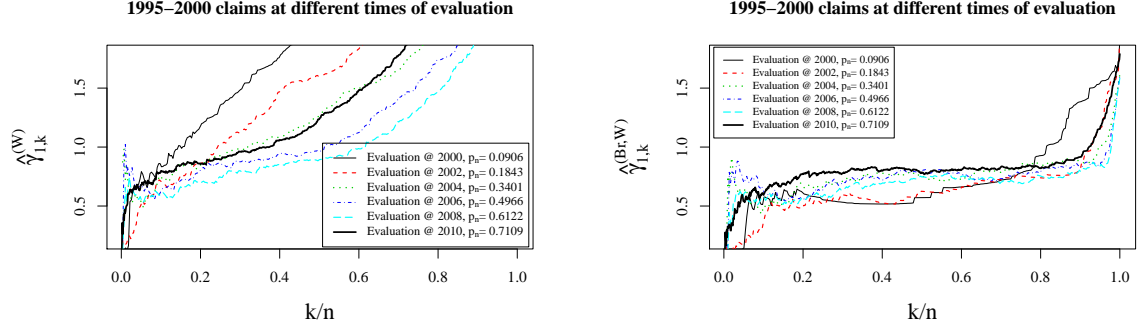 1995−2000 claims at different times of evaluation
γ̂₁,ₖ⁽ᵂ⁾
1.5
1.0
0.5
Evaluation @ 2000, pn= 0.0906
Evaluation @ 2002, pn= 0.1843
Evaluation @ 2004, pn= 0.3401
Evaluation @ 2006, pn= 0.4966
Evaluation @ 2008, pn= 0.6122
Evaluation @ 2010, pn= 0.7109
0.0 0.2 0.4 0.6 0.8 1.0
k/n
1995−2000 claims at different times of evaluation
γ̂₁,ₖ⁽ᴮʳ,ᵂ⁾
1.5
1.0
0.5
Evaluation @ 2000, pn= 0.0906
Evaluation @ 2002, pn= 0.1843
Evaluation @ 2004, pn= 0.3401
Evaluation @ 2006, pn= 0.4966
Evaluation @ 2008, pn= 0.6122
Evaluation @ 2010, pn= 0.7109
0.0 0.2 0.4 0.6 0.8 1.0
k/n